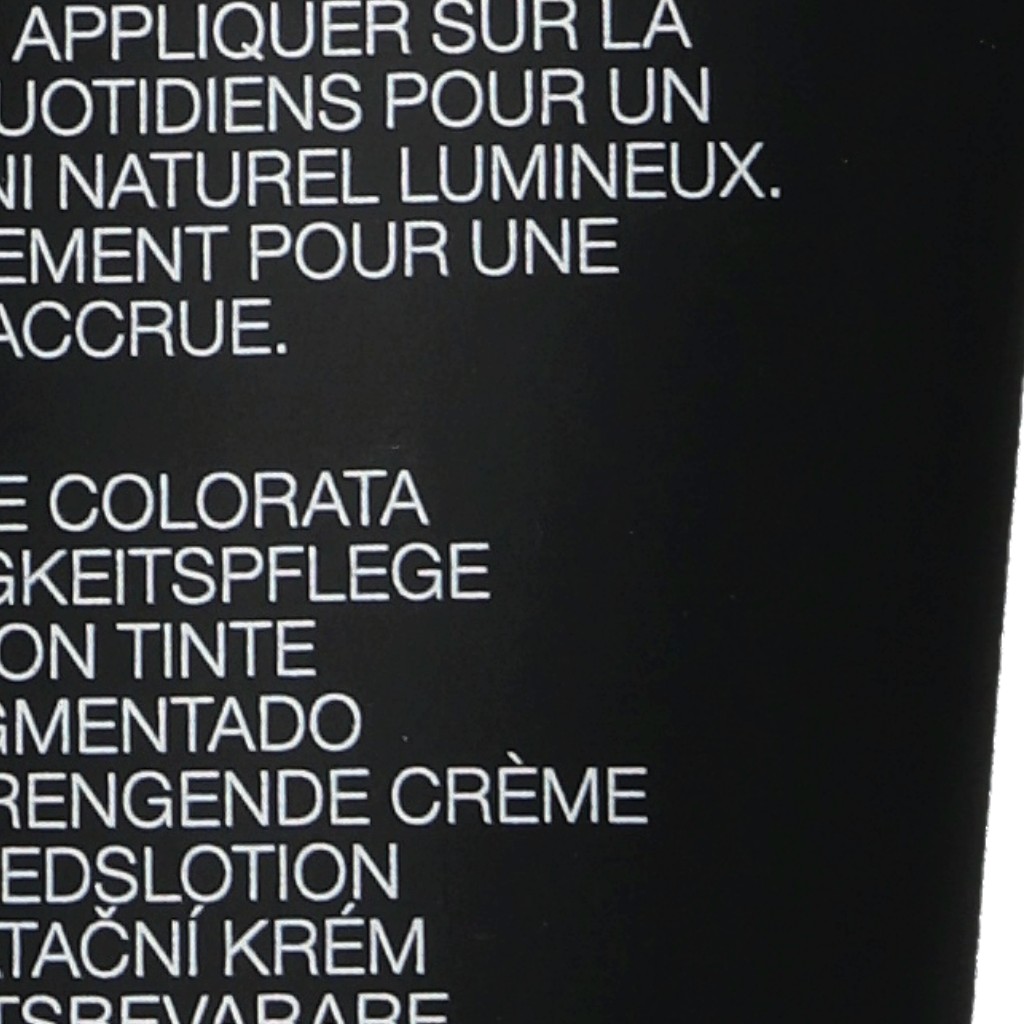 APPLIQUER SUR LA
UOTIDIENS POUR UN
NI NATUREL LUMINEUX.
EMENT POUR UNE
ACCRUE.
E COLORATA
GKEITSPFLEGE
ON TINTE
GMENTADO
RENGENDE CRÈME
EDSLOTION
TAČNÍ KRÉM
TSBEVARARE